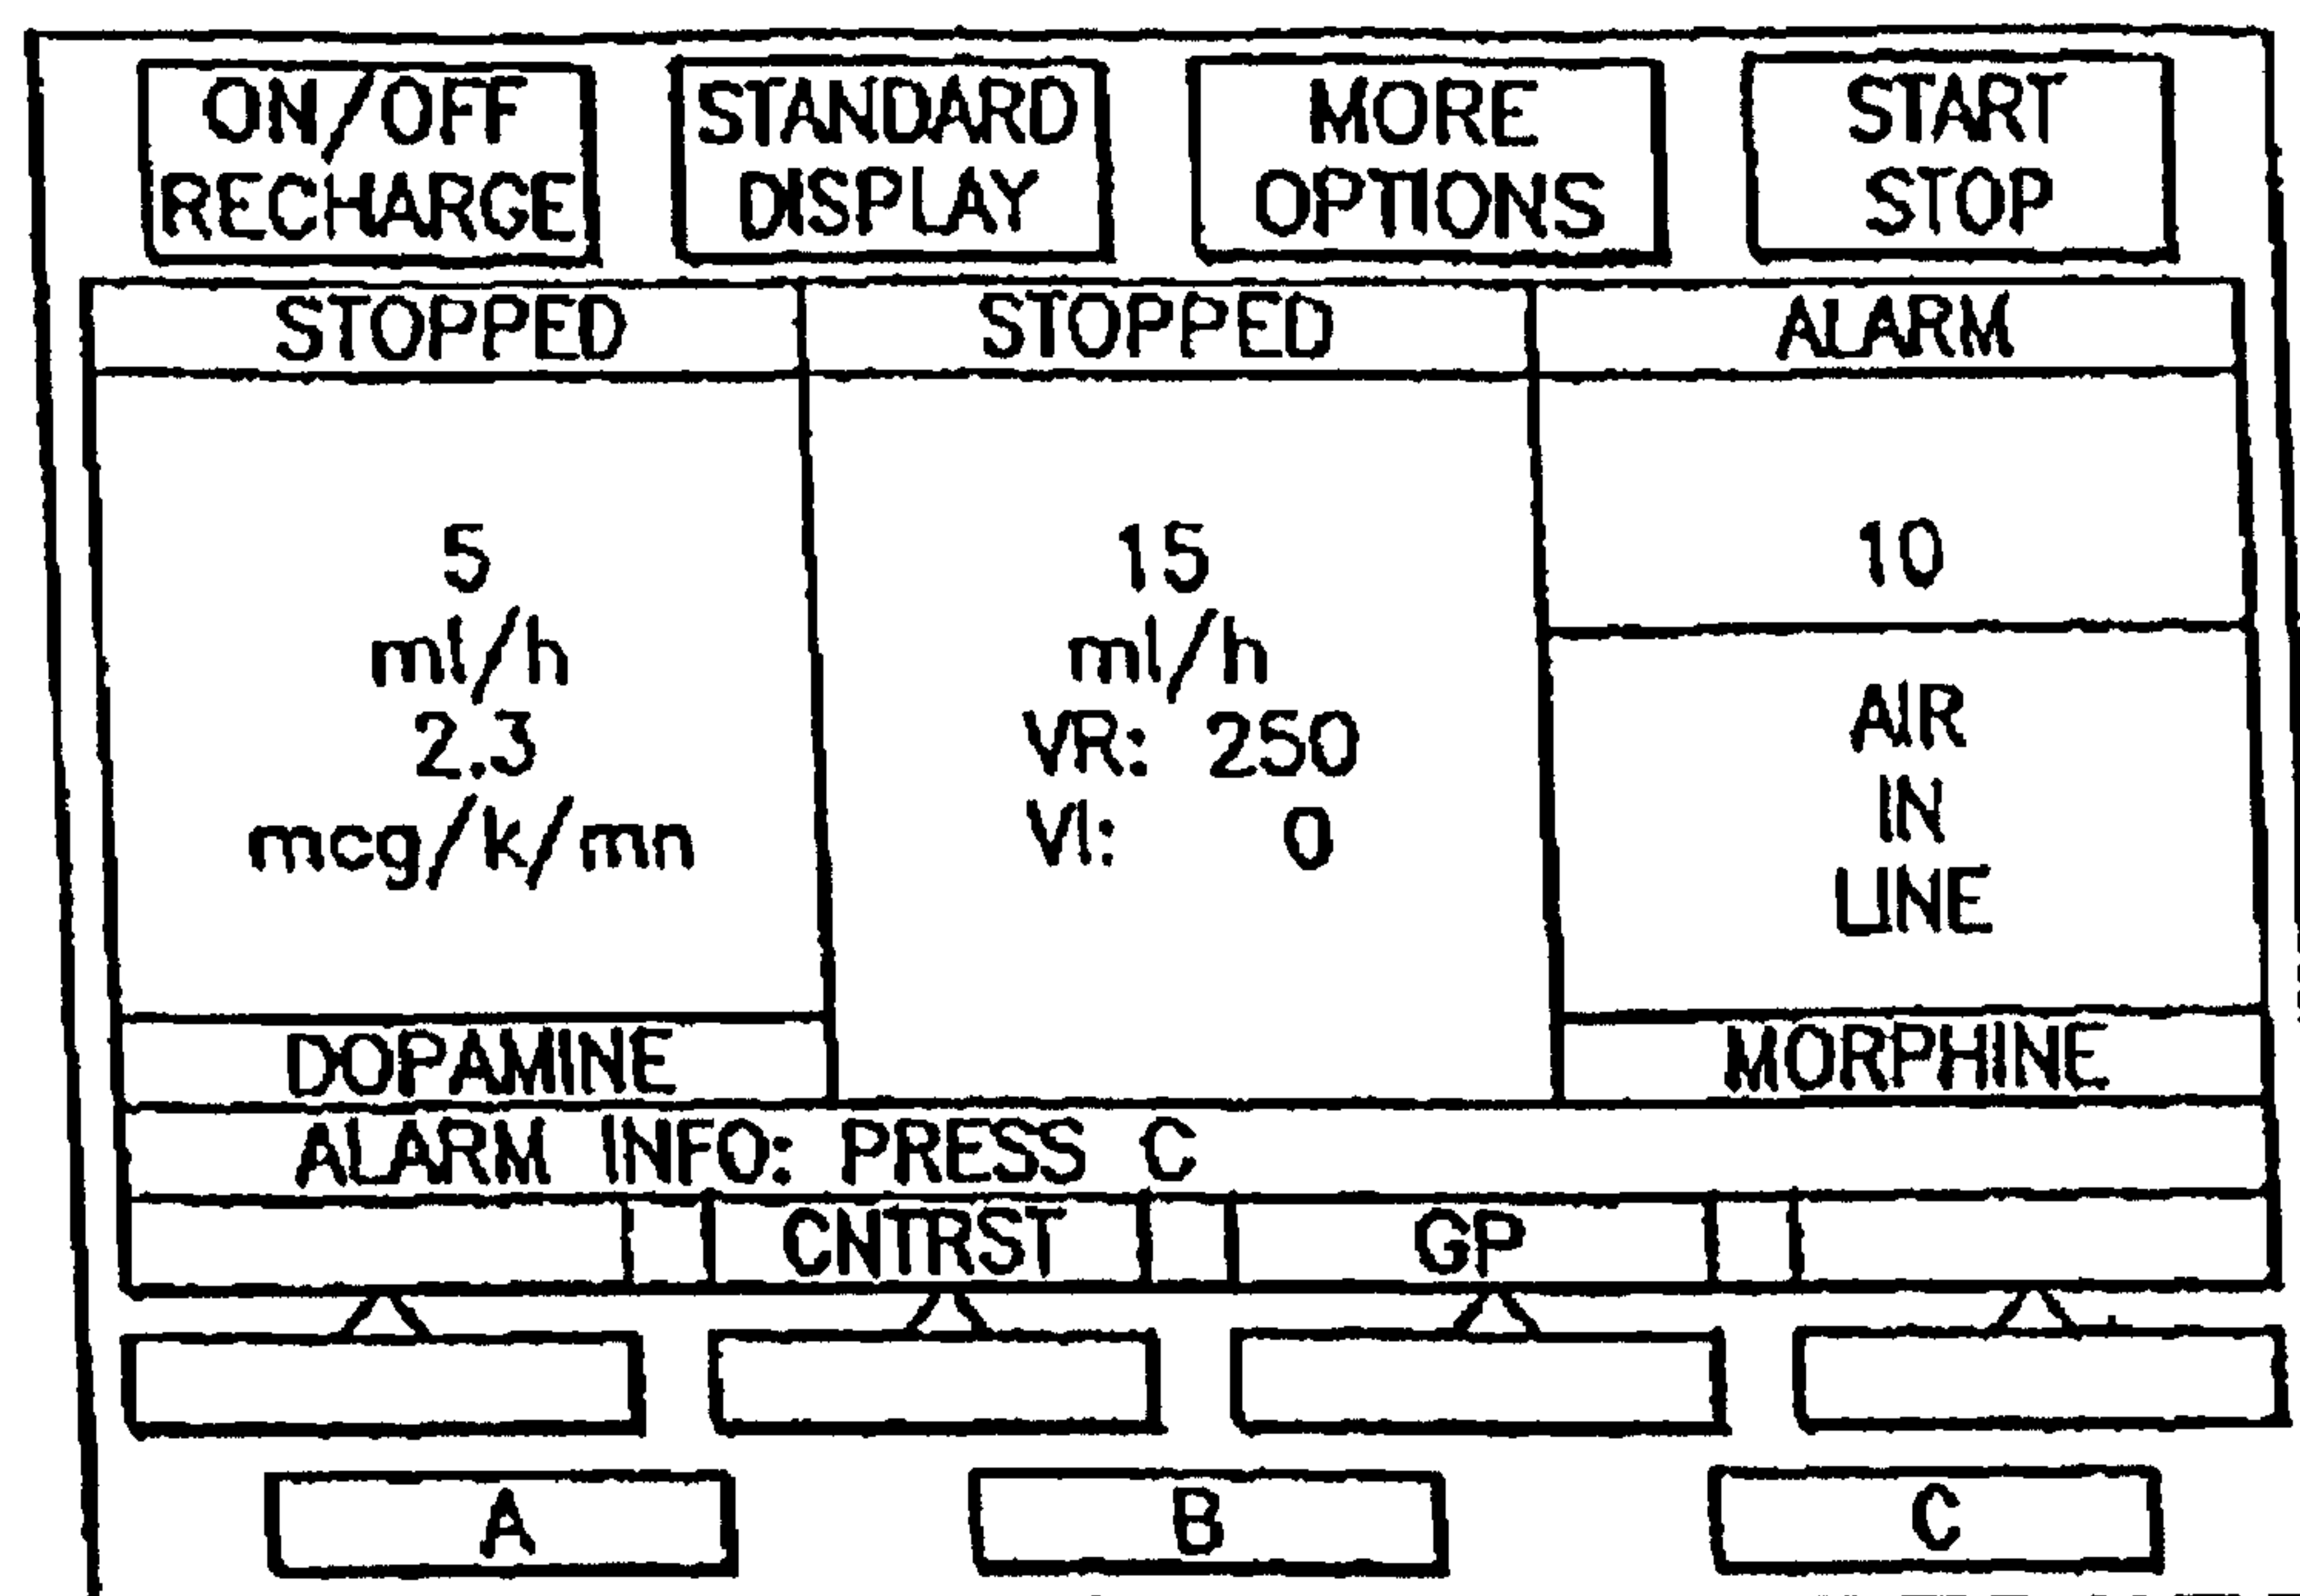 ON/OFF
RECHARGE
STANDARD
DISPLAY
MORE
OPTIONS
START
STOP
STOPPED
STOPPED
ALARM
5
ml/h
2.3
mcg/k/mn
DOPAMINE
15
ml/h
VR: 250
VI: 0
10
AIR
IN
LINE
MORPHINE
ALARM INFO: PRESS C
CNTRST
GP
A
B
C